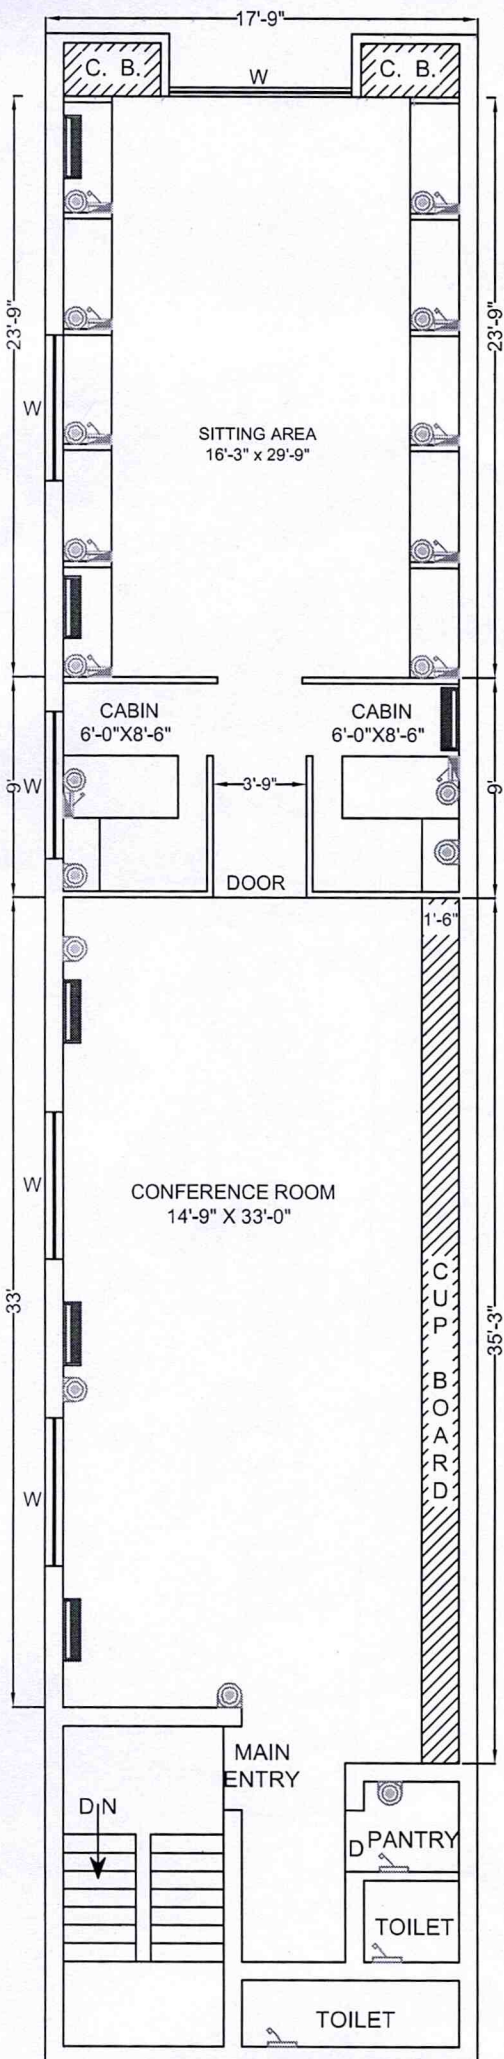 17'-9"
C. B.
W
C. B.
23'-9"
23'-9"
W
SITTING AREA
16'-3" x 29'-9"
CABIN
6'-0"X8'-6"
CABIN
6'-0"X8'-6"
9'
W
3'-9"
9'
DOOR
1'-6"
W
CONFERENCE ROOM
14'-9" X 33'-0"
33'
CUP BOARD
35'-3"
W
MAIN
ENTRY
DN
D
PANTRY
TOILET
TOILET